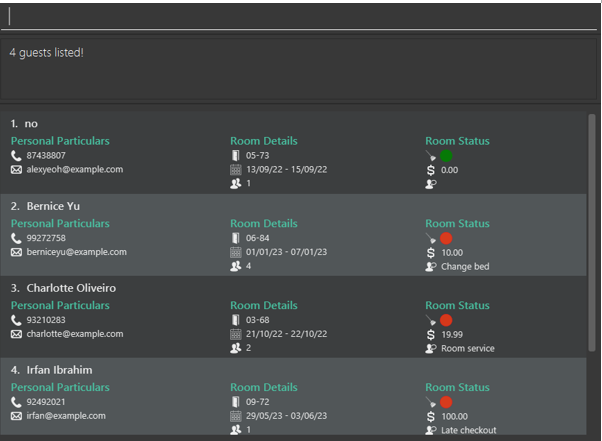 4 guests listed!
1. no
Personal Particulars Room Details Room Status
87438807 05-73
alexyeoh@example.com 13/09/22 - 15/09/22 $ 0.00
1
2. Bernice Yu
Personal Particulars Room Details Room Status
99272758 06-84
berniceyu@example.com 01/01/23 - 07/01/23 $ 10.00
4 Change bed
3. Charlotte Oliveiro
Personal Particulars Room Details Room Status
93210283 03-68
charlotte@example.com 21/10/22 - 22/10/22 $ 19.99
2 Room service
4. Irfan Ibrahim
Personal Particulars Room Details Room Status
92492021 09-72
irfan@example.com 29/05/23 - 03/06/23 $ 100.00
1 Late checkout